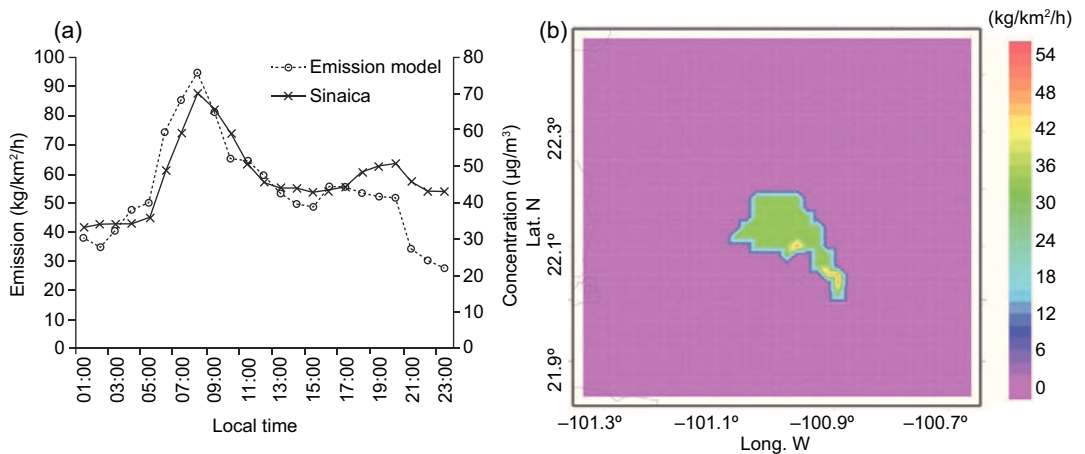 (a)
Emission model
Sinaica
Emission (kg/km²/h)
100
90
80
70
60
50
40
30
20
10
0
Concentration (µg/m³)
80
70
60
50
40
30
20
10
0
01:00
03:00
05:00
07:00
09:00
11:00
13:00
15:00
17:00
19:00
21:00
23:00
Local time
(b)
Lat. N
22.3º
22.1º
21.9º
–101.3º
–101.1º
–100.9º
–100.7º
Long. W
(kg/km²/h)
54
48
42
36
30
24
18
12
6
0